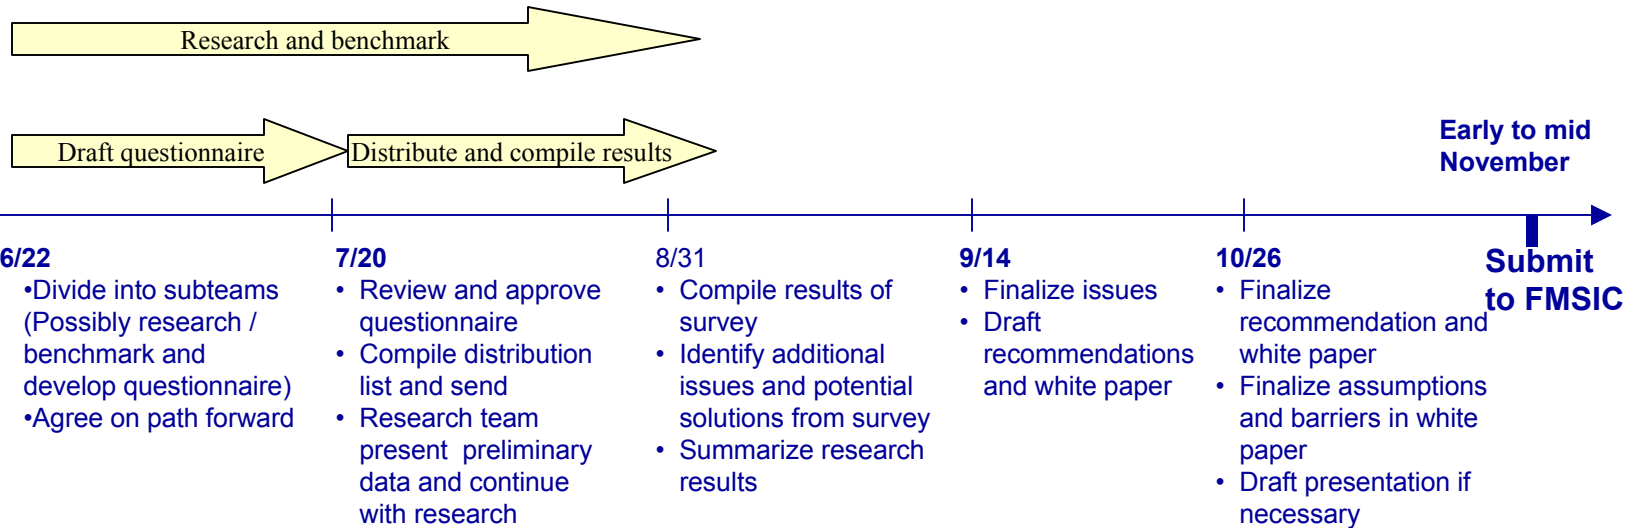 Research and benchmark
Draft questionnaire
Distribute and compile results
Early to mid
November
6/22
•Divide into subteams
(Possibly research /
benchmark and
develop questionnaire)
•Agree on path forward
7/20
• Review and approve
questionnaire
• Compile distribution
list and send
• Research team
present preliminary
data and continue
with research
8/31
• Compile results of
survey
• Identify additional
issues and potential
solutions from survey
• Summarize research
results
9/14
• Finalize issues
• Draft
recommendations
and white paper
10/26
• Finalize
recommendation and
white paper
• Finalize assumptions
and barriers in white
paper
• Draft presentation if
necessary
Submit
to FMSIC